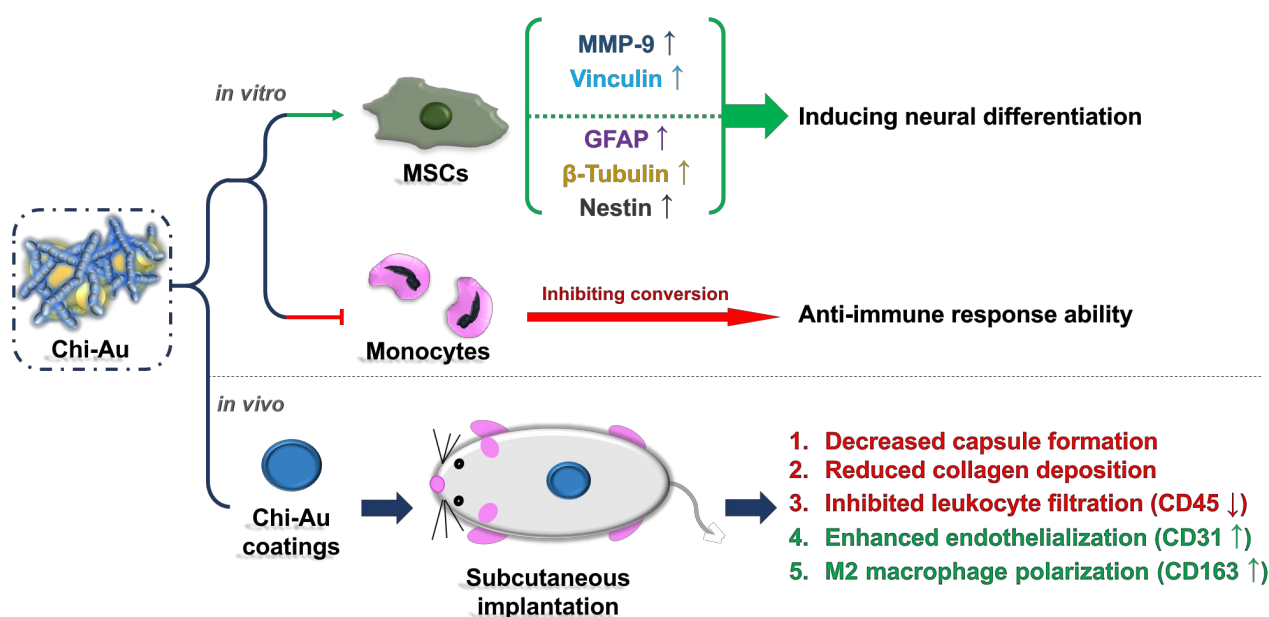 in vitro
MSCs
MMP-9 ↑
Vinculin ↑
GFAP ↑
β-Tubulin ↑
Nestin ↑
Inducing neural differentiation
Chi-Au
Monocytes
Inhibiting conversion
Anti-immune response ability
in vivo
Chi-Au
coatings
Subcutaneous
implantation
1. Decreased capsule formation
2. Reduced collagen deposition
3. Inhibited leukocyte filtration (CD45 ↓)
4. Enhanced endothelialization (CD31 ↑)
5. M2 macrophage polarization (CD163 ↑)